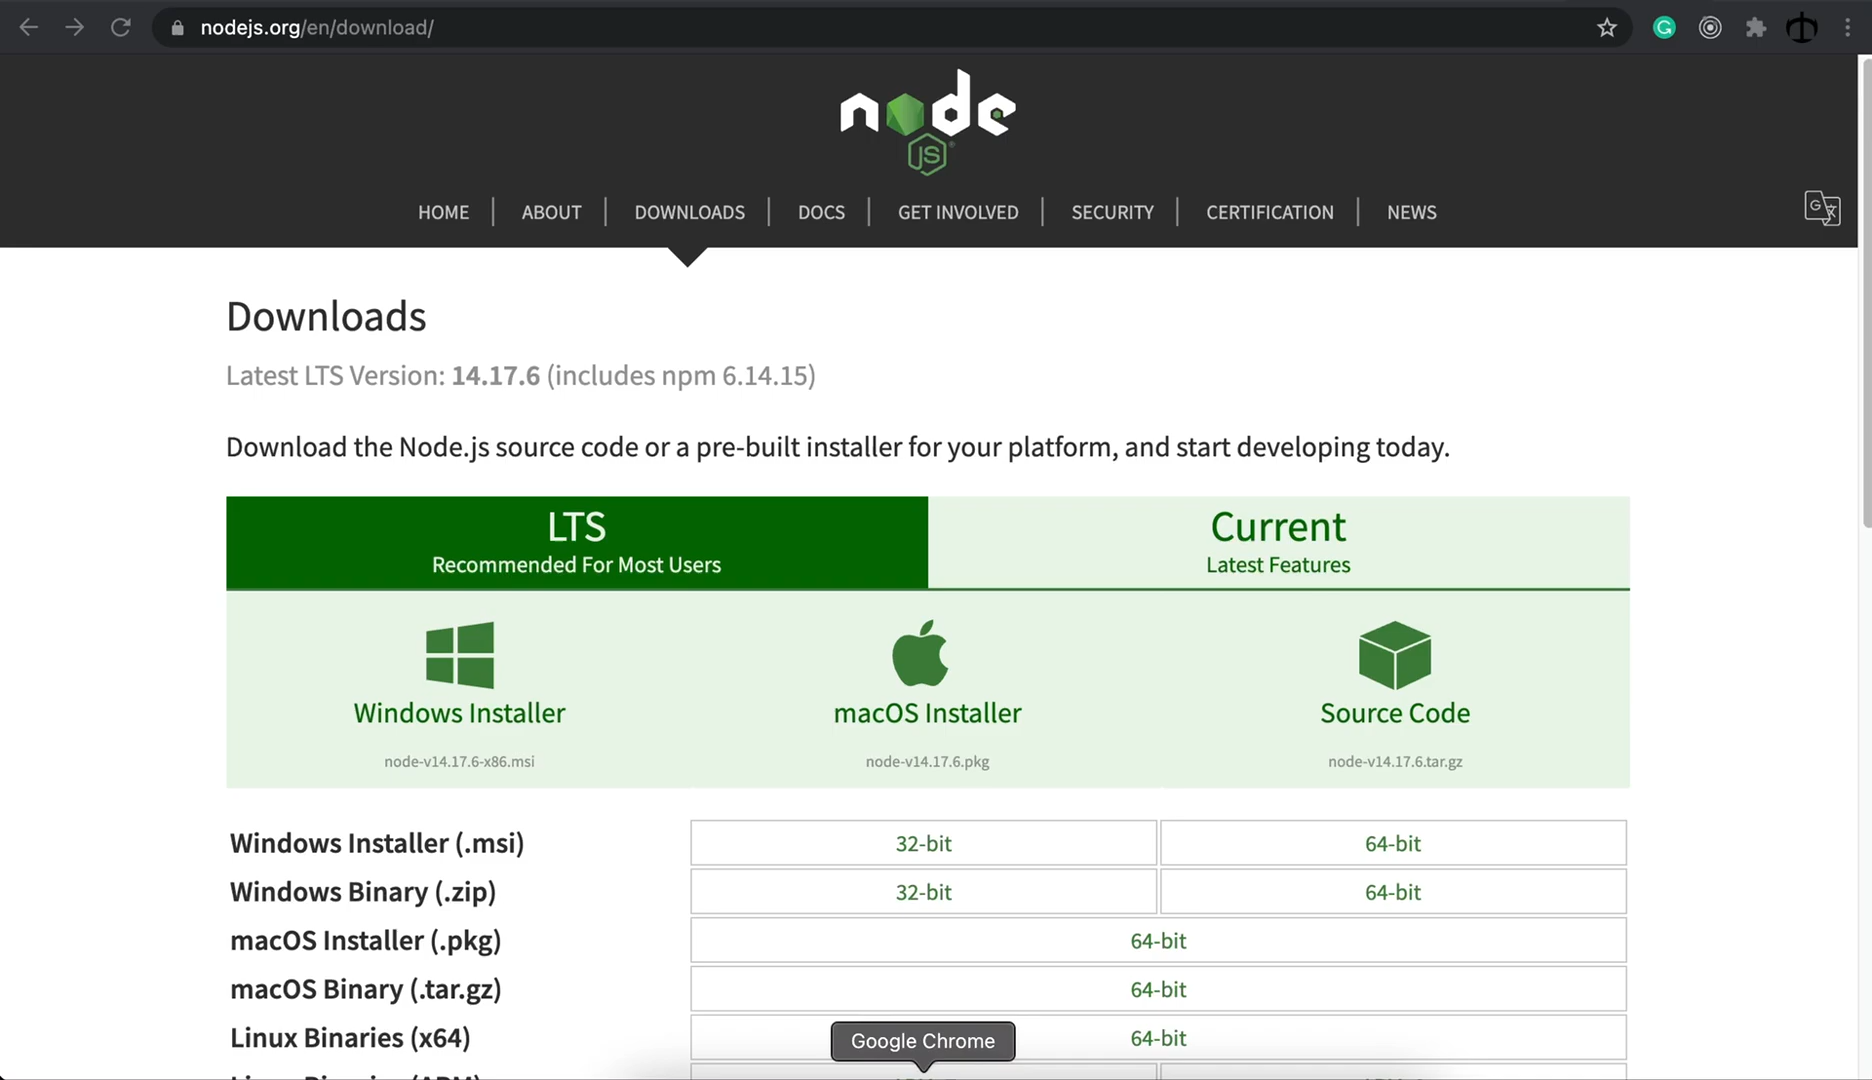 nodejs.org/en/download/
node
JS
HOME ABOUT DOWNLOADS DOCS GET INVOLVED SECURITY CERTIFICATION NEWS
Downloads
Latest LTS Version: 14.17.6 (includes npm 6.14.15)
Download the Node.js source code or a pre-built installer for your platform, and start developing today.
LTS
Recommended For Most Users
Current
Latest Features
Windows Installer
node-v14.17.6-x86.msi
macOS Installer
node-v14.17.6.pkg
Source Code
node-v14.17.6.tar.gz
Windows Installer (.msi) 32-bit 64-bit
Windows Binary (.zip) 32-bit 64-bit
macOS Installer (.pkg) 64-bit
macOS Binary (.tar.gz) 64-bit
Linux Binaries (x64) 64-bit
Google Chrome